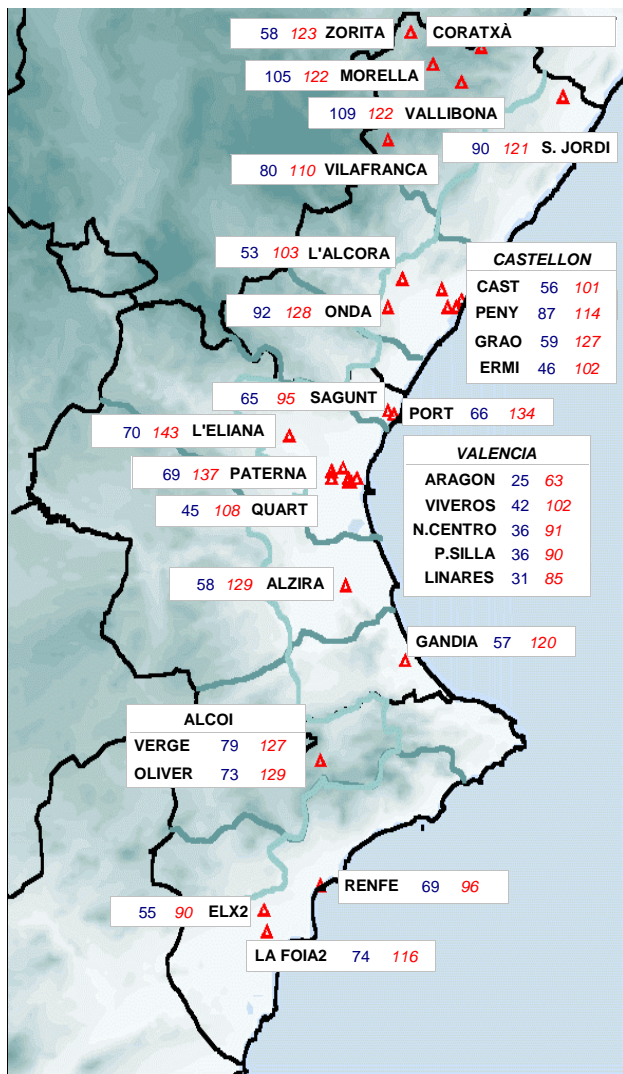 58 123 ZORITA
CORATXÀ
105 122 MORELLA
109 122 VALLIBONA
90 121 S. JORDI
80 110 VILAFRANCA
53 103 L'ALCORA
CASTELLON
CAST 56 101
PENY 87 114
GRAO 59 127
ERMI 46 102
92 128 ONDA
65 95 SAGUNT
PORT 66 134
70 143 L'ELIANA
69 137 PATERNA
45 108 QUART
VALENCIA
ARAGON 25 63
VIVEROS 42 102
N.CENTRO 36 91
P.SILLA 36 90
LINARES 31 85
58 129 ALZIRA
GANDIA 57 120
ALCOI
VERGE 79 127
OLIVER 73 129
RENFE 69 96
55 90 ELX2
LA FOIA2 74 116